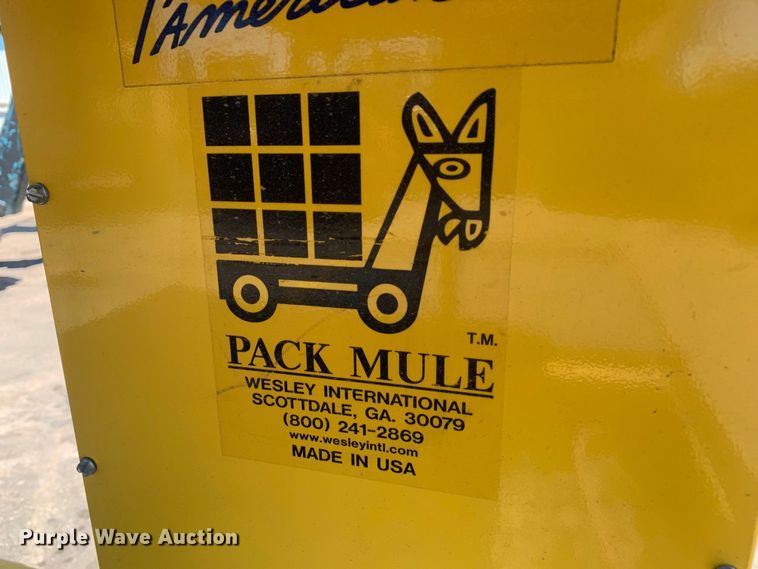 T.M.
PACK MULE
WESLEY INTERNATIONAL
SCOTTDALE, GA. 30079
(800) 241-2869
www.wesleyintl.com
MADE IN USA
Purple Wave Auction